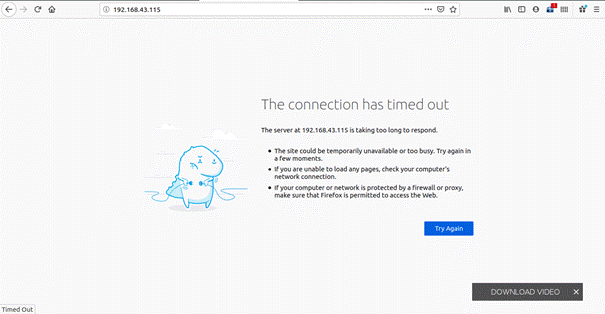 192.168.43.115
The connection has timed out
The server at 192.168.43.115 is taking too long to respond.
The site could be temporarily unavailable or too busy. Try again in
a few moments.
If you are unable to load any pages, check your computer's
network connection.
If your computer or network is protected by a firewall or proxy,
make sure that Firefox is permitted to access the Web.
Try Again
DOWNLOAD VIDEO
Timed Out